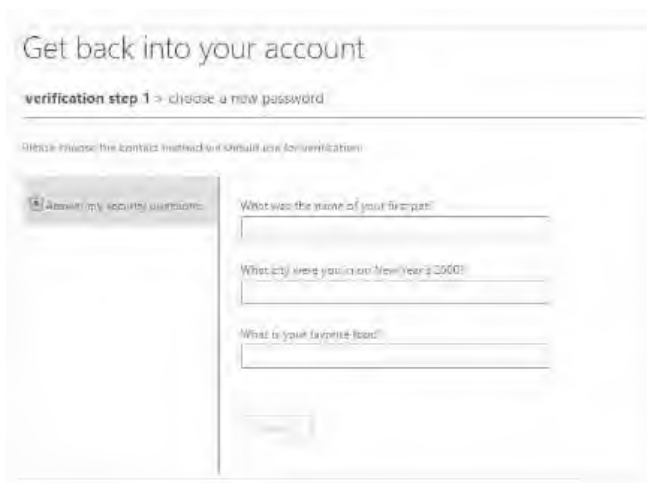 Get back into your account
verification step 1 > choose a new password
Please choose the contact method we should use for verification:
Answer my security questions
What was the name of your first pet?
What city were you in on New Year's 2000?
What is your favorite food?